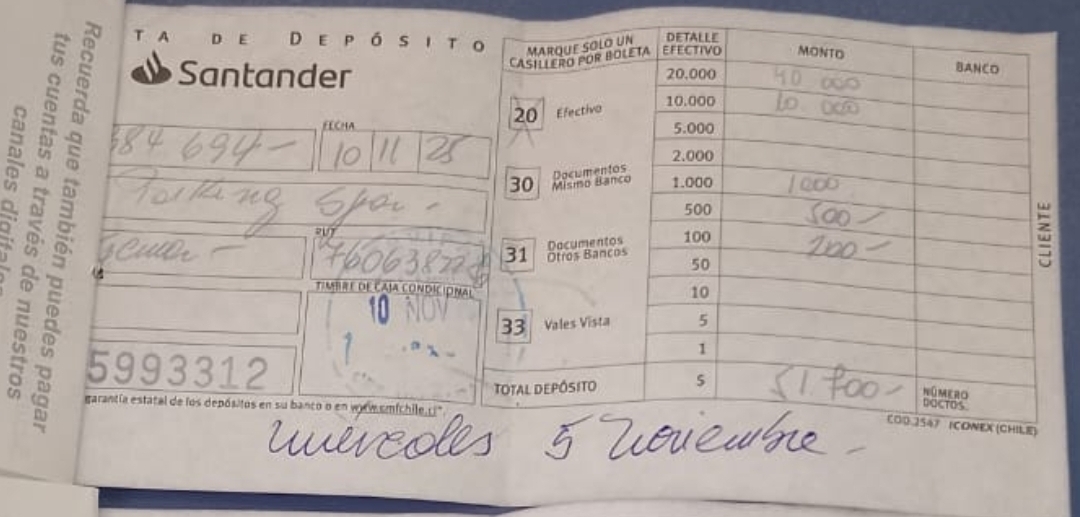 Recuerda que también puedes pagar
tus cuentas a través de nuestros
canales digitales
TA DE DEPÓSITO
Santander
84 694-
FECHA
10 11 25
Parking Spa.-
RUT
TIMBRE DE CAJA CONDICIONAL
10 NOV
5993312
garantía estatal de los depósitos en su banco o en www.cmfchile.cl"
MARQUE SOLO UN
CASILLERO POR BOLETA
20 Efectivo
30 Documentos
Mismo Banco
31 Documentos
Otros Bancos
33 Vales Vista
DETALLE
EFECTIVO MONTO BANCO
20.000 40 000
10.000 10 000
5.000
2.000
1.000 1000
500 500-
100 200-
50
10
5
1
TOTAL DEPÓSITO $ 51.700- NÚMERO
DOCTOS.
COD.2547 ICONEX (CHILE)
CLIENTE
miercoles 5 noviembre -